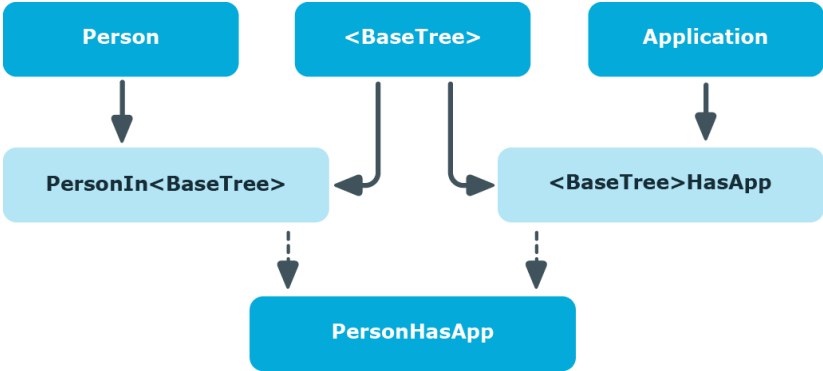 Person
<BaseTree>
Application
PersonIn<BaseTree>
<BaseTree>HasApp
PersonHasApp